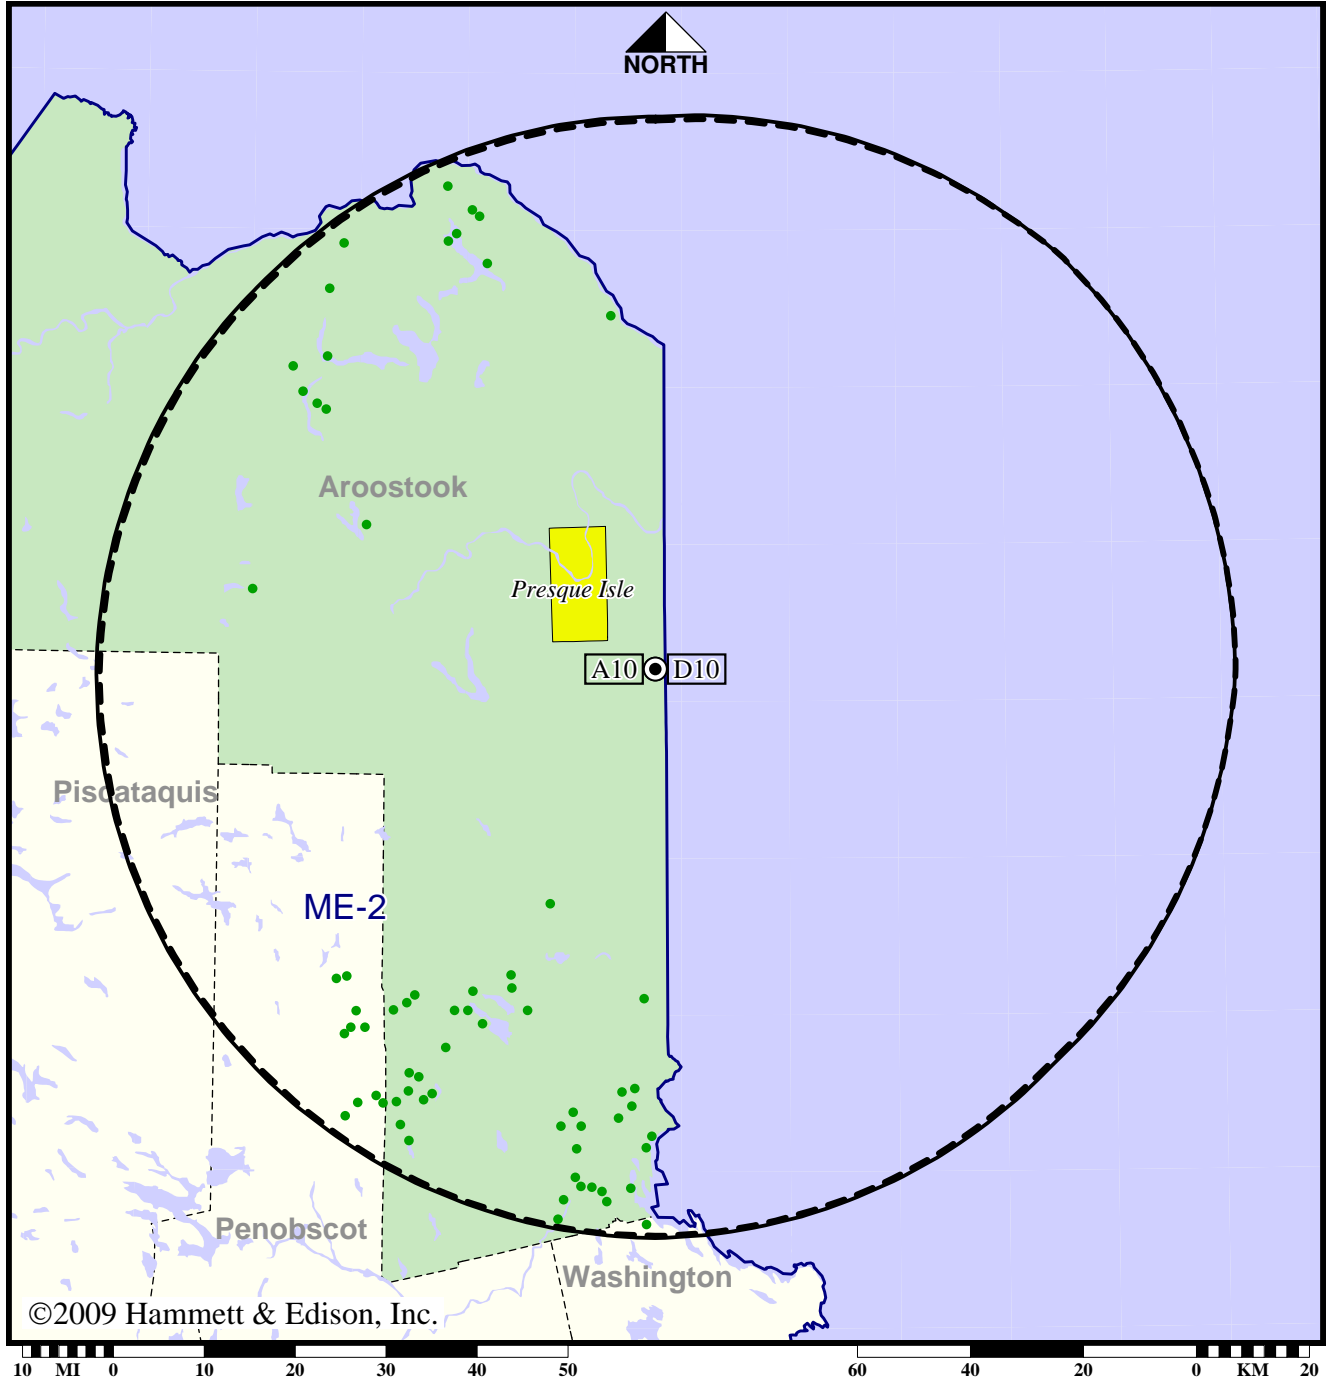 NORTH
Aroostook
Presque Isle
A10 D10
Piscataquis
ME-2
Penobscot
Washington
©2009 Hammett & Edison, Inc.
10 MI 0 10 20 30 40 50 60 40 20 0 KM 20